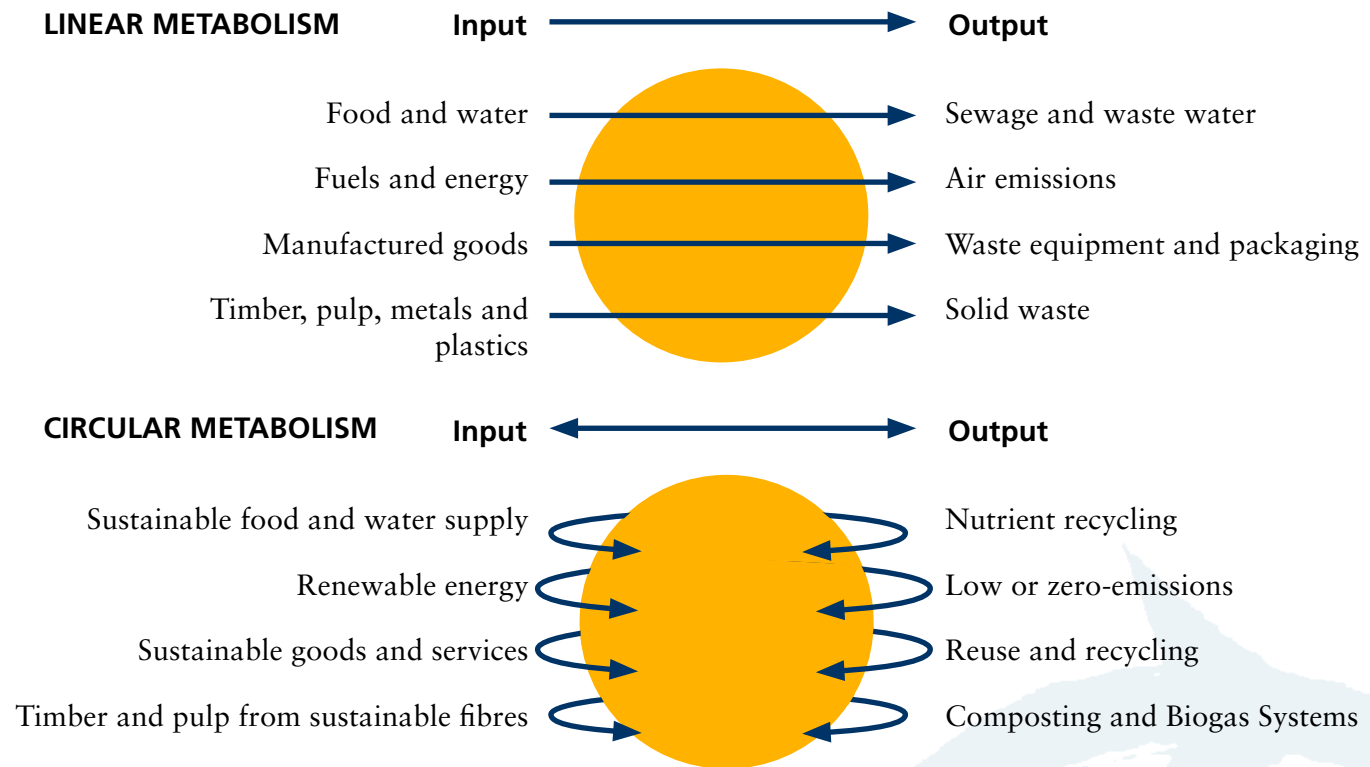 LINEAR METABOLISM Input Output
Food and water Sewage and waste water
Fuels and energy Air emissions
Manufactured goods Waste equipment and packaging
Timber, pulp, metals and Solid waste
plastics
CIRCULAR METABOLISM Input Output
Sustainable food and water supply Nutrient recycling
Renewable energy Low or zero-emissions
Sustainable goods and services Reuse and recycling
Timber and pulp from sustainable fibres Composting and Biogas Systems